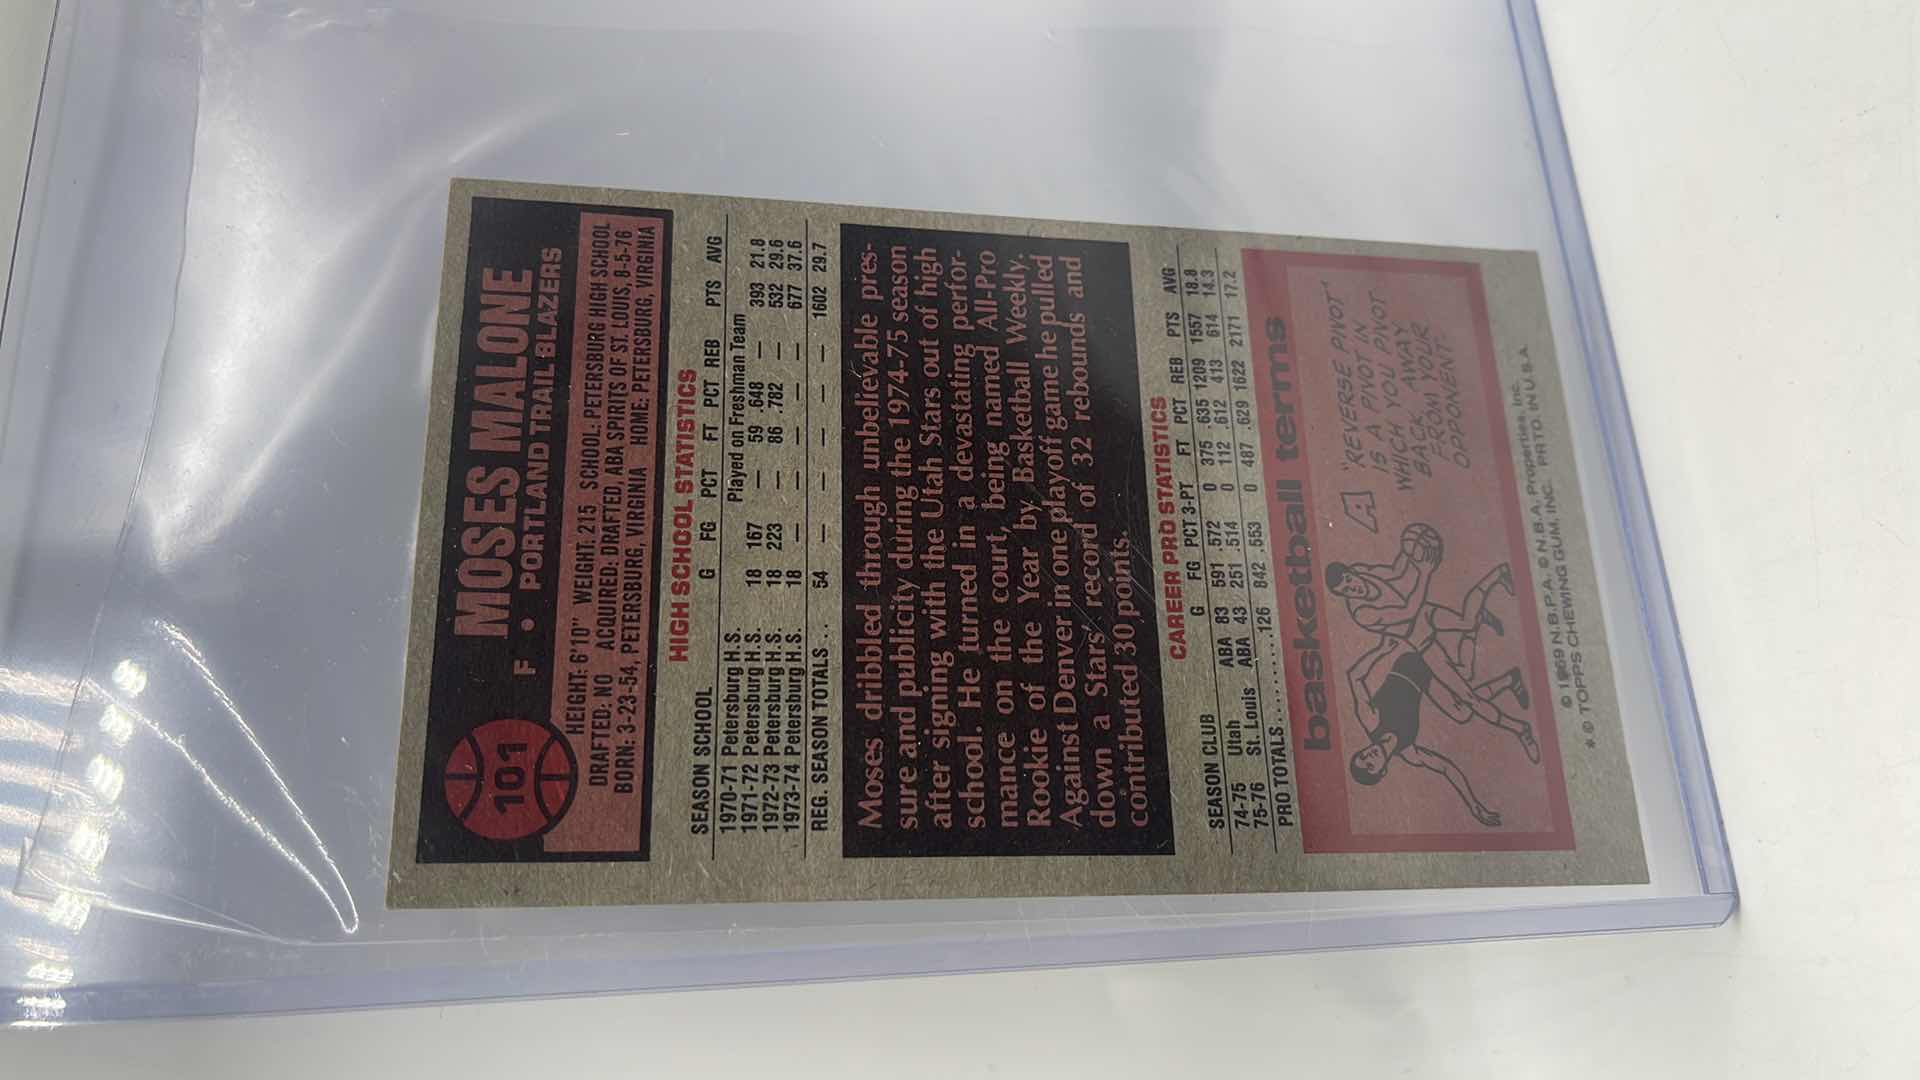 101
MOSES MALONE
F • PORTLAND TRAIL BLAZERS
HEIGHT: 6'10" WEIGHT: 215 SCHOOL: PETERSBURG HIGH SCHOOL
DRAFTED: NO ACQUIRED: DRAFTED, ABA SPIRITS OF ST. LOUIS, 8-5-76
BORN: 3-23-54, PETERSBURG, VIRGINIA HOME: PETERSBURG, VIRGINIA
HIGH SCHOOL STATISTICS
SEASON SCHOOL G FG PCT FT PCT REB PTS AVG
1970-71 Petersburg H.S. Played on Freshman Team
1971-72 Petersburg H.S. 18 167 — 59 .648 — 393 21.8
1972-73 Petersburg H.S. 18 223 — 86 .782 — 532 29.6
1973-74 Petersburg H.S. 18 — — — — — 677 37.6
REG. SEASON TOTALS... 54 — — — — — 1602 29.7
Moses dribbled through unbelievable pres-
sure and publicity during the 1974-75 season
after signing with the Utah Stars out of high
school. He turned in a devastating perfor-
mance on the court, being named All-Pro
Rookie of the Year by Basketball Weekly.
Against Denver in one playoff game he pulled
down a Stars' record of 32 rebounds and
contributed 30 points.
CAREER PRO STATISTICS
SEASON CLUB G FG PCT 3-PT FT PCT REB PTS AVG
74-75 Utah ABA 83 591 .572 0 375 .635 1209 1557 18.8
75-76 St. Louis ABA 43 251 .514 0 112 .612 413 614 14.3
PRO TOTALS......... 126 842 .553 0 487 .629 1622 2171 17.2
basketball terms
A "REVERSE PIVOT"
IS A PIVOT IN
WHICH YOU PIVOT
BACK AWAY
FROM YOUR
OPPONENT.
© 1969 N.B.P.A. © N.B.A. Properties, Inc.
* © TOPPS CHEWING GUM, INC. PRTD. IN U.S.A.